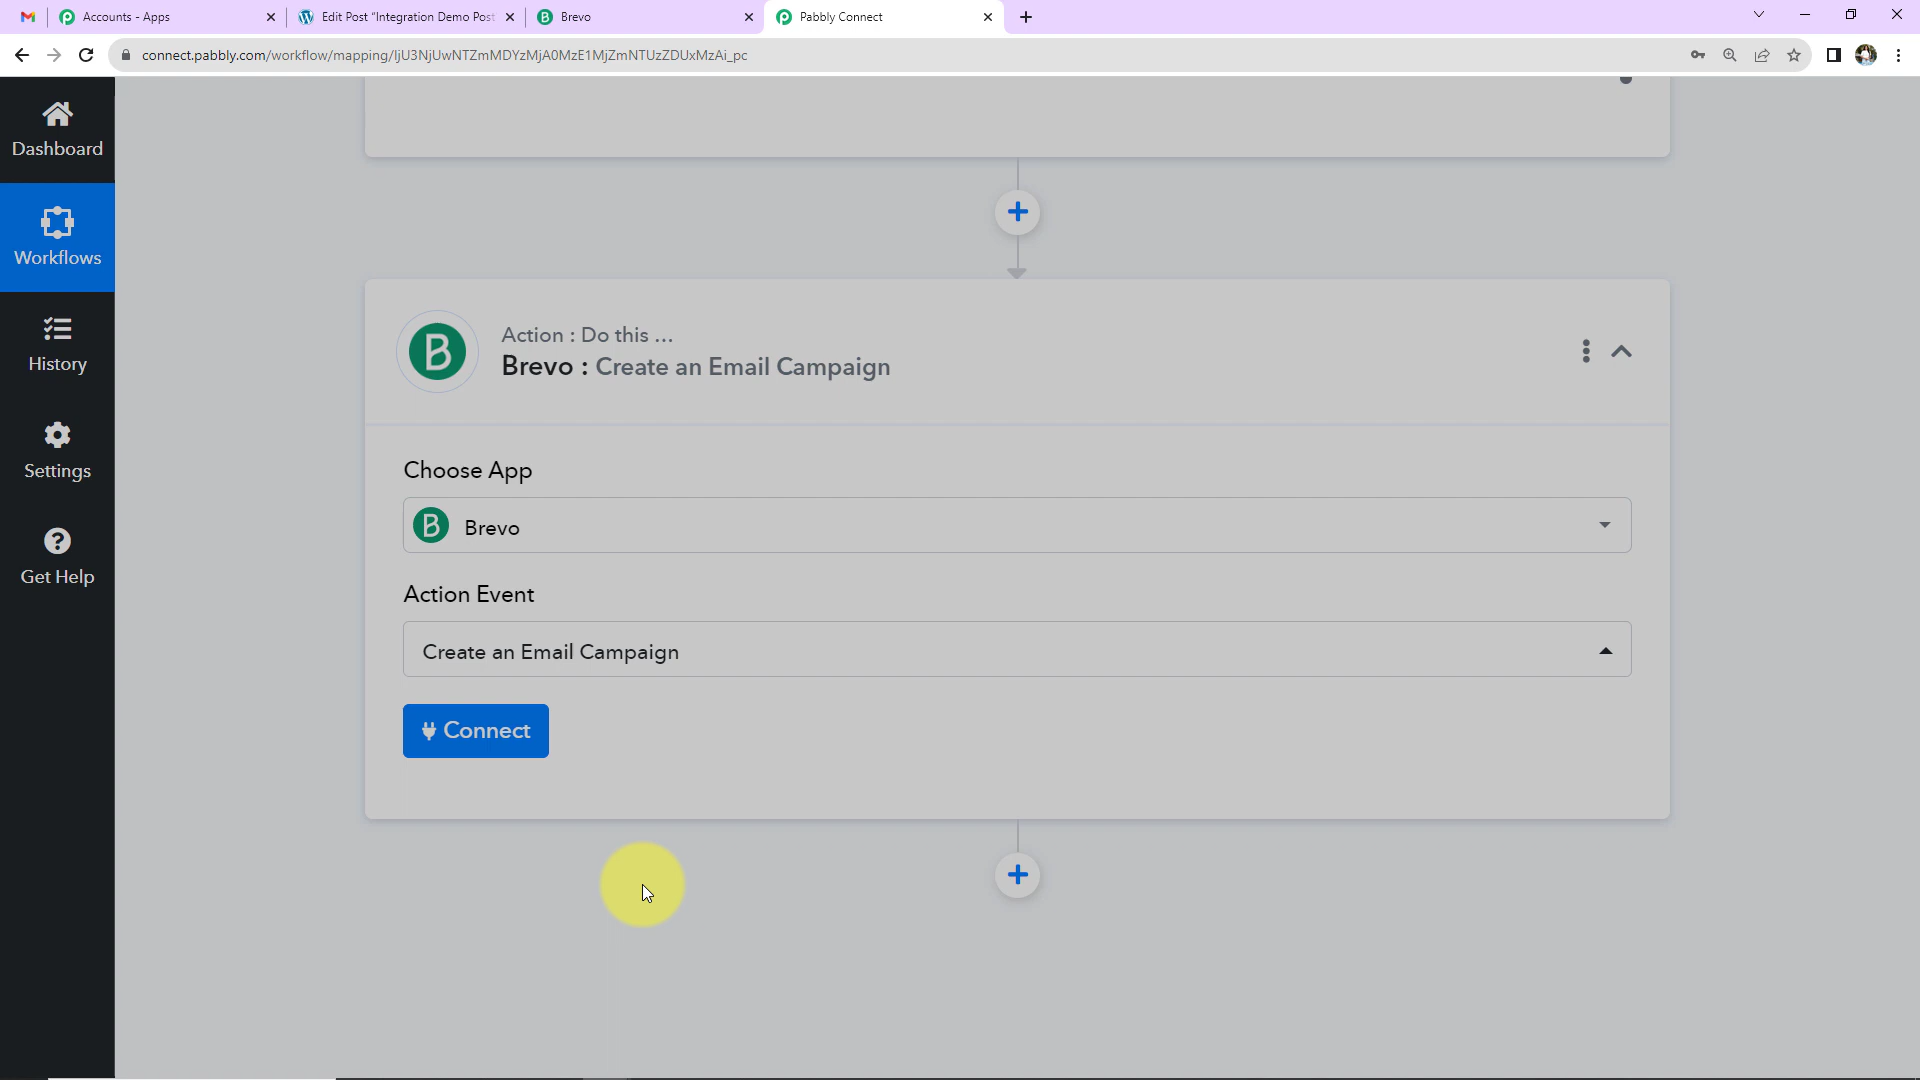 Accounts - Apps
Edit Post “Integration Demo Post
Brevo
Pabbly Connect
connect.pabbly.com/workflow/mapping/IjU3NjUwNTZmMDYzMjA0MzE1MjZmNTUzZDUxMzAi_pc
Dashboard
Workflows
History
Settings
Get Help
Action : Do this ...
Brevo : Create an Email Campaign
Choose App
B Brevo
Action Event
Create an Email Campaign
Connect